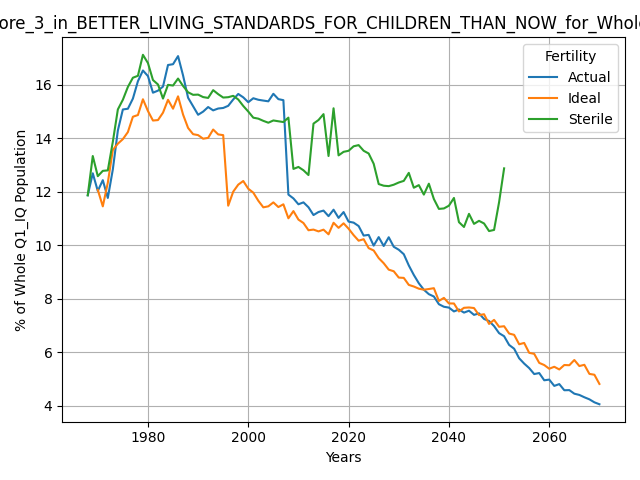 ore_3_in_BETTER_LIVING_STANDARDS_FOR_CHILDREN_THAN_NOW_for_Whole
Fertility
Actual
Ideal
Sterile
% of Whole Q1_IQ Population
16
14
12
10
8
6
4
1980
2000
2020
2040
2060
Years